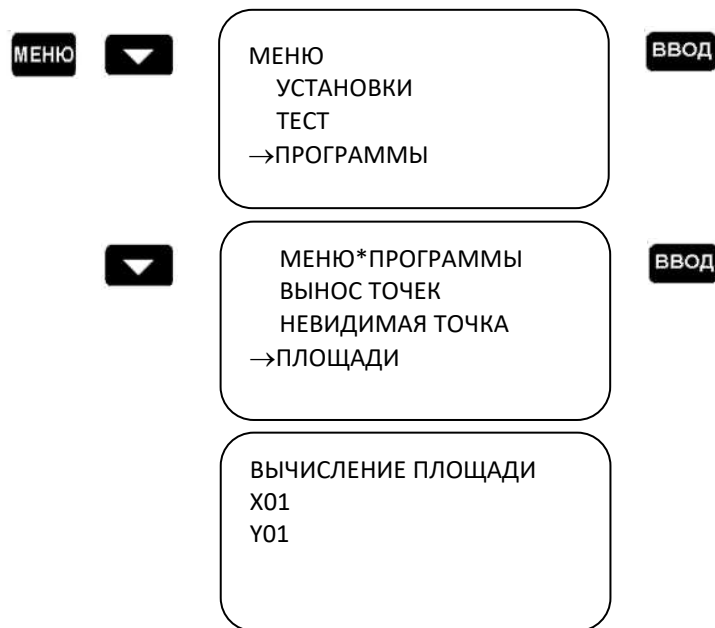 МЕНЮ
МЕНЮ
УСТАНОВКИ
ТЕСТ
→ПРОГРАММЫ
ВВОД
МЕНЮ*ПРОГРАММЫ
ВЫНОС ТОЧЕК
НЕВИДИМАЯ ТОЧКА
→ПЛОЩАДИ
ВВОД
ВЫЧИСЛЕНИЕ ПЛОЩАДИ
X01
Y01